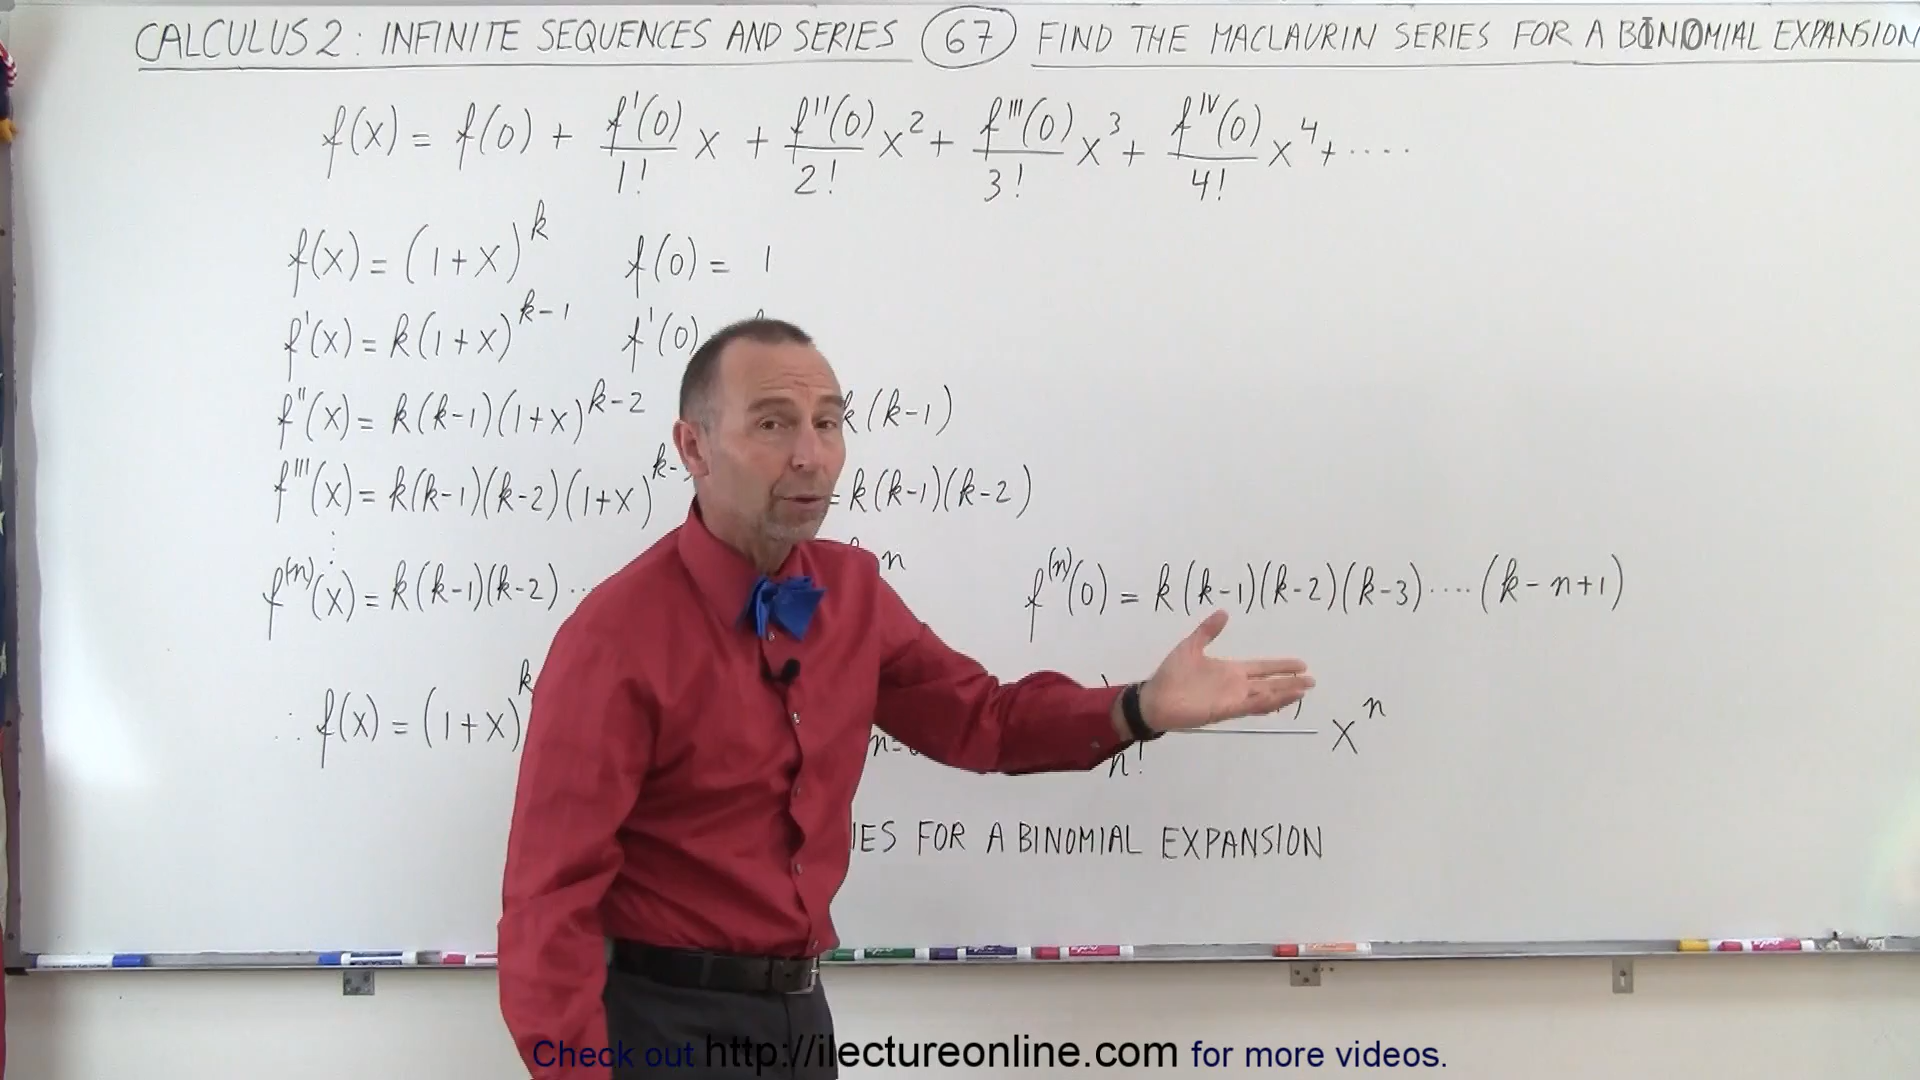 CALCULUS 2: INFINITE SEQUENCES AND SERIES (67) FIND THE MACLAURIN SERIES FOR A BINOMIAL EXPANSION
f(x) = f(0) + f'(0)/1! x + f''(0)/2! x² + f'''(0)/3! x³ + f^IV(0)/4! x⁴ + ....
f(x) = (1+x)^k f(0) = 1
f'(x) = k(1+x)^(k-1) f'(0)
f''(x) = k(k-1)(1+x)^(k-2) k(k-1)
f'''(x) = k(k-1)(k-2)(1+x)^k- = k(k-1)(k-2)
⋮
f^(n)(x) = k(k-1)(k-2).. n f^(n)(0) = k(k-1)(k-2)(k-3)....(k-n+1)
∴ f(x) = (1+x)^k n= n! x^n
FOR A BINOMIAL EXPANSION
Check out http://ilectureonline.com for more videos.